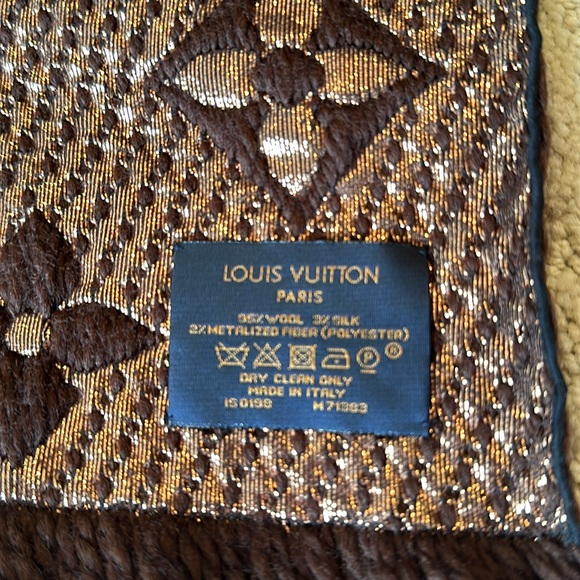 LOUIS VUITTON
PARIS
95% WOOL 3% SILK
2% METALIZED FIBER (POLYESTER)
P R
DRY CLEAN ONLY
MADE IN ITALY
IS0198 M71383